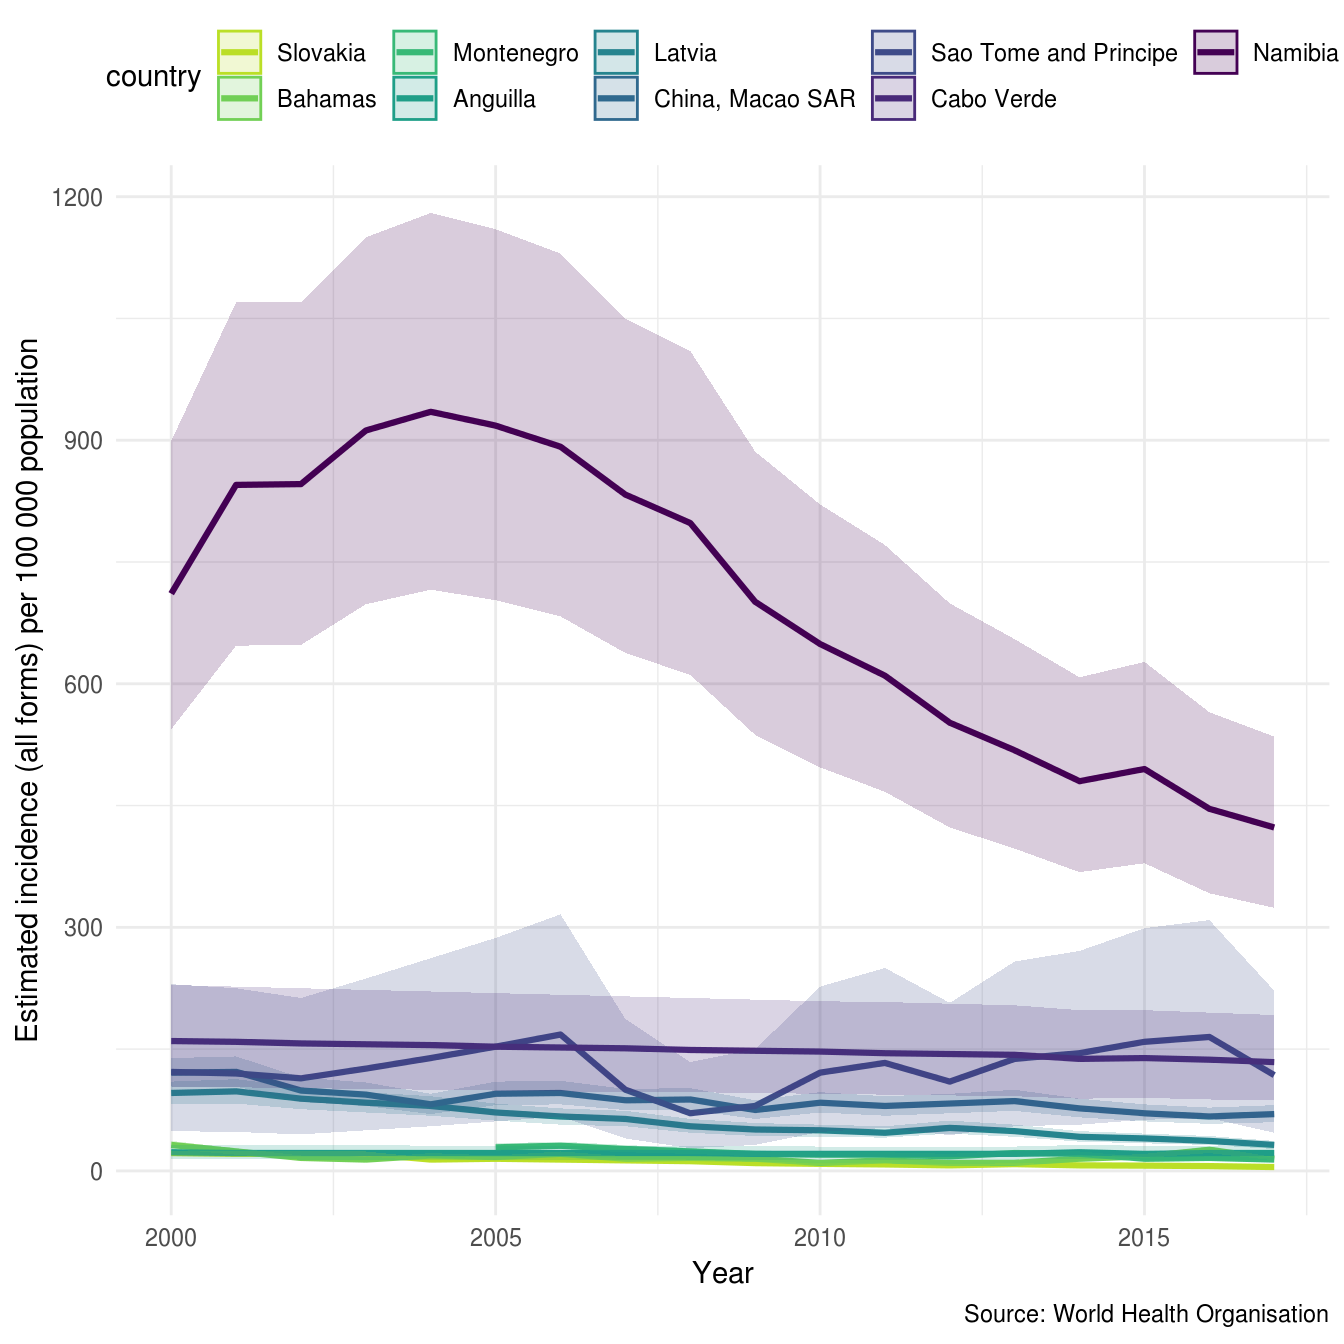 country
Slovakia Montenegro Latvia Sao Tome and Principe Namibia
Bahamas Anguilla China, Macao SAR Cabo Verde
Estimated incidence (all forms) per 100 000 population
1200
900
600
300
0
2000 2005 2010 2015
Year
Source: World Health Organisation